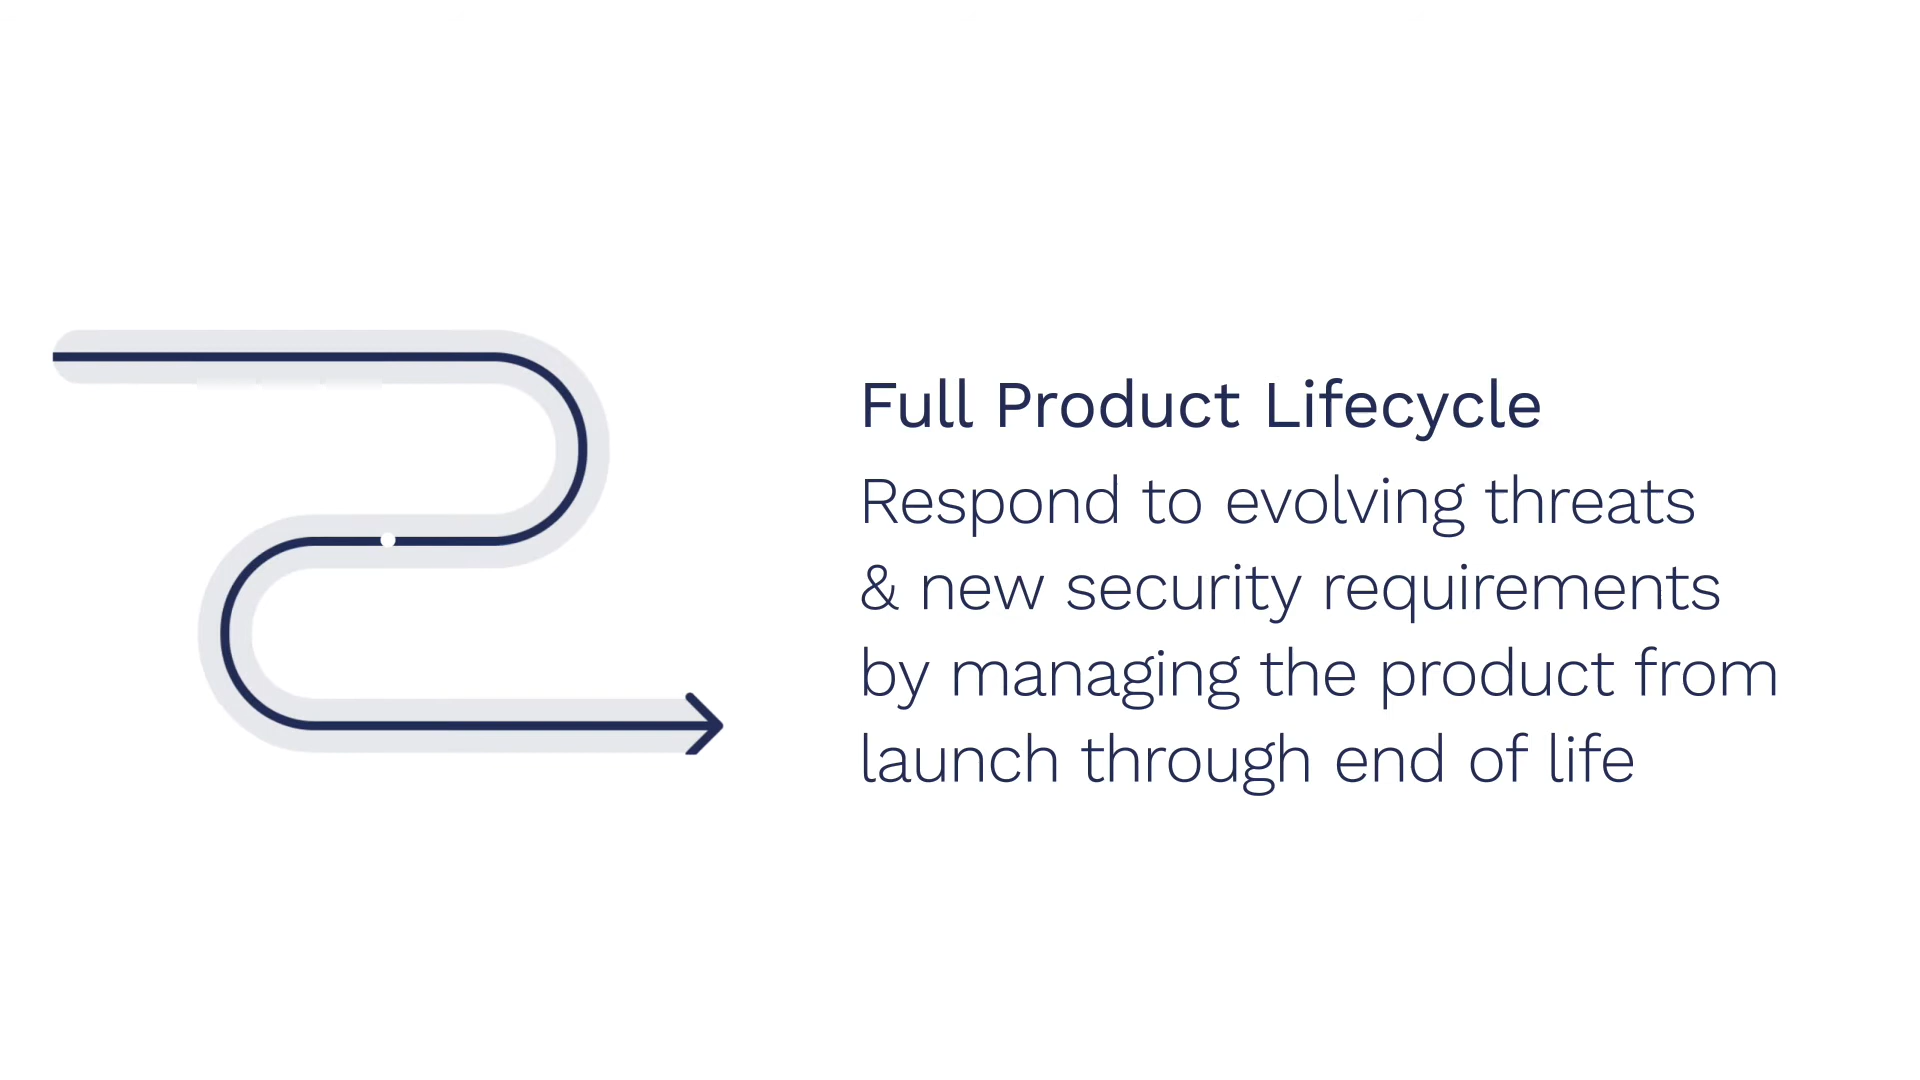 Full Product Lifecycle
Respond to evolving threats
& new security requirements
by managing the product from
launch through end of life